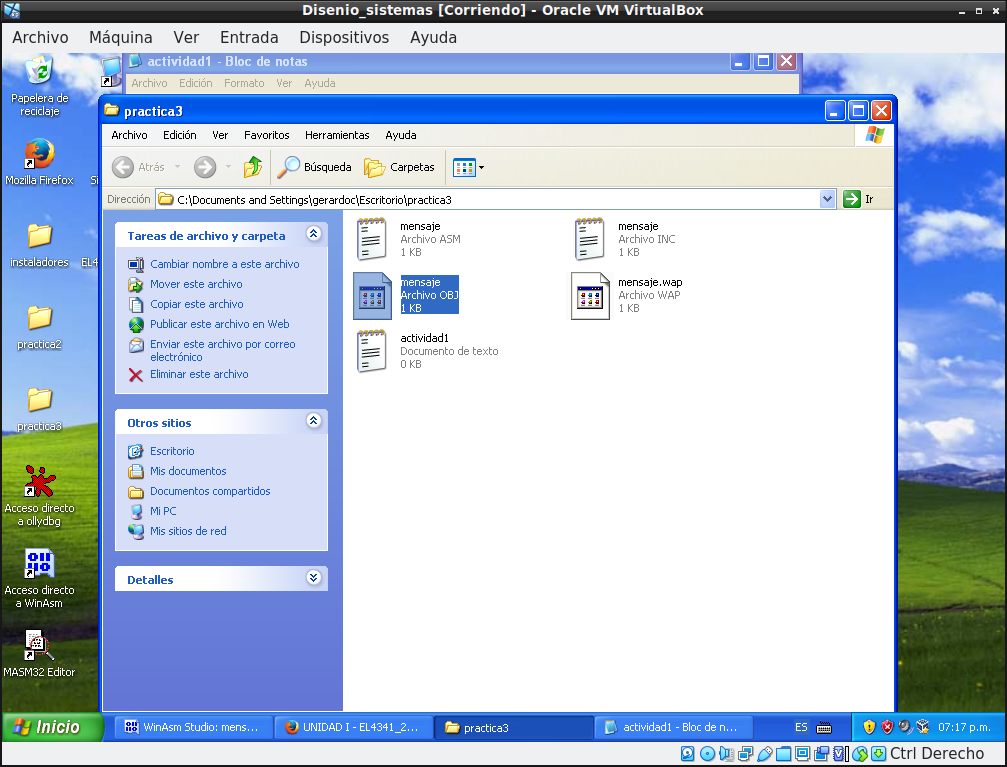 Disenio_sistemas [Corriendo] - Oracle VM VirtualBox
Archivo Máquina Ver Entrada Dispositivos Ayuda
actividad1 - Bloc de notas
Archivo Edición Formato Ver Ayuda
Papelera de
reciclaje
Mozilla Firefox
instaladores
practica2
practica3
Acceso directo
a ollydbg
Acceso directo
a WinAsm
MASM32 Editor
practica3
Archivo Edición Ver Favoritos Herramientas Ayuda
Atrás Búsqueda Carpetas
Dirección C:\Documents and Settings\gerardoc\Escritorio\practica3 Ir
Tareas de archivo y carpeta
Cambiar nombre a este archivo
Mover este archivo
Copiar este archivo
Publicar este archivo en Web
Enviar este archivo por correo
electrónico
Eliminar este archivo
Otros sitios
Escritorio
Mis documentos
Documentos compartidos
Mi PC
Mis sitios de red
Detalles
mensaje
Archivo ASM
1 KB
mensaje
Archivo INC
1 KB
mensaje
Archivo OBJ
1 KB
mensaje.wap
Archivo WAP
1 KB
actividad1
Documento de texto
0 KB
Inicio WinAsm Studio: mens... UNIDAD I - EL4341_2... practica3 actividad1 - Bloc de n... ES 07:17 p.m.
Ctrl Derecho